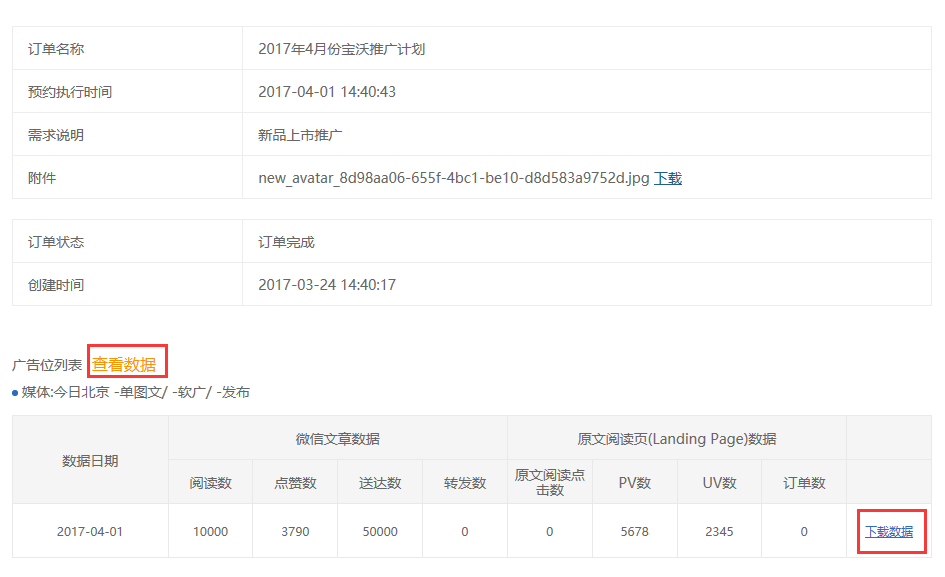 订单名称 2017年4月份宝沃推广计划
预约执行时间 2017-04-01 14:40:43
需求说明 新品上市推广
附件 new_avatar_8d98aa06-655f-4bc1-be10-d8d583a9752d.jpg 下载
订单状态 订单完成
创建时间 2017-03-24 14:40:17
广告位列表 查看数据
媒体:今日北京 -单图文/ -软广/ -发布
数据日期 微信文章数据 原文阅读页(Landing Page)数据
阅读数 点赞数 送达数 转发数 原文阅读点击数 PV数 UV数 订单数
2017-04-01 10000 3790 50000 0 0 5678 2345 0 下载数据